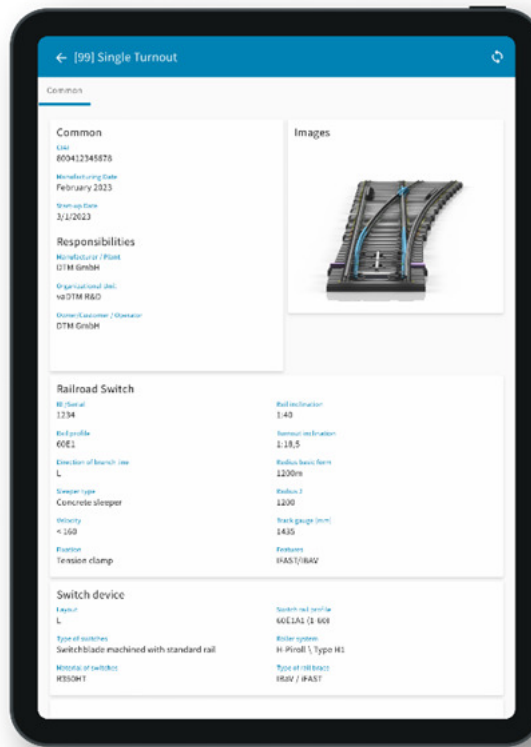 [99] Single Turnout
Common
Common
800412345678
Manufacturing Date
February 2023
Start-up Date
3/1/2023
Responsibilities
Manufacturer / Plant
DTM GmbH
Organizational Unit
vaDTM R&D
Owner/Customer / Operator
DTM GmbH
Images
Railroad Switch
ID/Serial
1234
Rail profile
60E1
Direction of branch line
L
Sleeper type
Concrete sleeper
Velocity
< 160
Fixation
Tension clamp
Rail inclination
1:40
Turnout inclination
1:18,5
Radius basic form
1200m
Radius 2
1200
Track gauge [mm]
1435
Features
iFAST/IBAV
Switch device
Layout
L
Type of switches
Switchblade machined with standard rail
Material of switches
R350HT
Switch rail profile
60E1A1 (1-60)
Roller system
H-Piroll \ Type H1
Type of rail brace
IBaV / iFAST